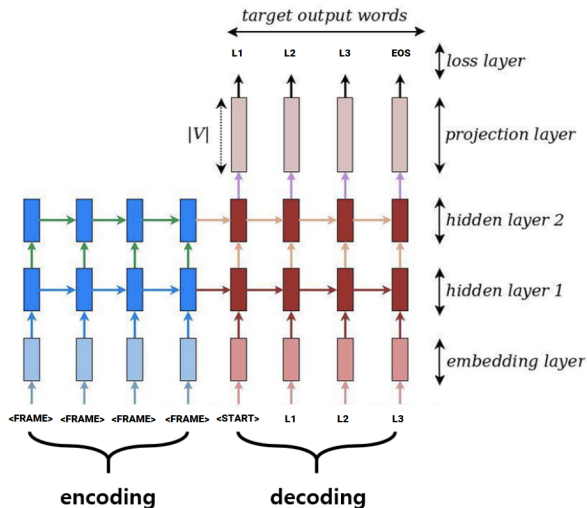 target output words
L1 L2 L3 EOS
loss layer
|V|
projection layer
hidden layer 2
hidden layer 1
embedding layer
<FRAME> <FRAME> <FRAME> <FRAME> <START> L1 L2 L3
encoding decoding